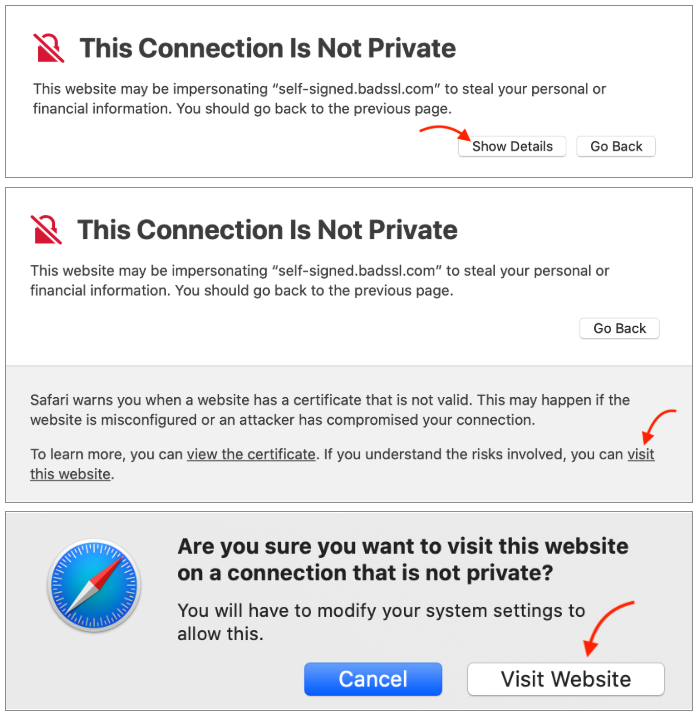 This Connection Is Not Private
This website may be impersonating “self-signed.badssl.com” to steal your personal or
financial information. You should go back to the previous page.
Show Details
Go Back
This Connection Is Not Private
This website may be impersonating “self-signed.badssl.com” to steal your personal or
financial information. You should go back to the previous page.
Go Back
Safari warns you when a website has a certificate that is not valid. This may happen if the
website is misconfigured or an attacker has compromised your connection.
To learn more, you can view the certificate. If you understand the risks involved, you can visit
this website.
Are you sure you want to visit this website
on a connection that is not private?
You will have to modify your system settings to
allow this.
Cancel
Visit Website